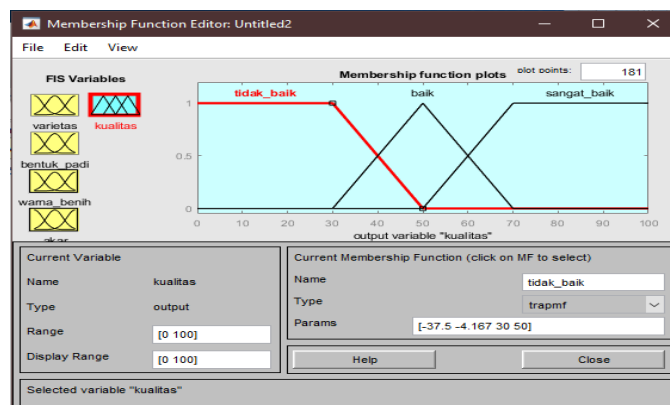 Membership Function Editor: Untitled2
File Edit View
FIS Variables
varietas
kualitas
bentuk_padi
warna_benih
akar
Membership function plots
plot points:
181
tidak_baik
baik
sangat_baik
1
0.5
0
0 10 20 30 40 50 60 70 80 90 100
output variable "kualitas"
Current Variable
Name kualitas
Type output
Range [0 100]
Display Range [0 100]
Current Membership Function (click on MF to select)
Name tidak_baik
Type trapmf
Params [-37.5 -4.167 30 50]
Help Close
Selected variable "kualitas"